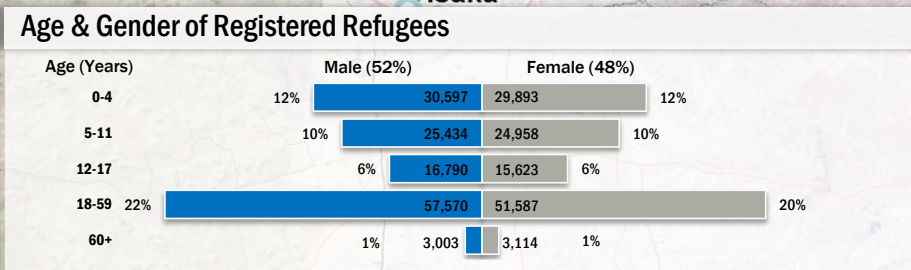 Age & Gender of Registered Refugees
Age (Years) Male (52%) Female (48%)
0-4 12% 30,597 29,893 12%
5-11 10% 25,434 24,958 10%
12-17 6% 16,790 15,623 6%
18-59 22% 57,570 51,587 20%
60+ 1% 3,003 3,114 1%